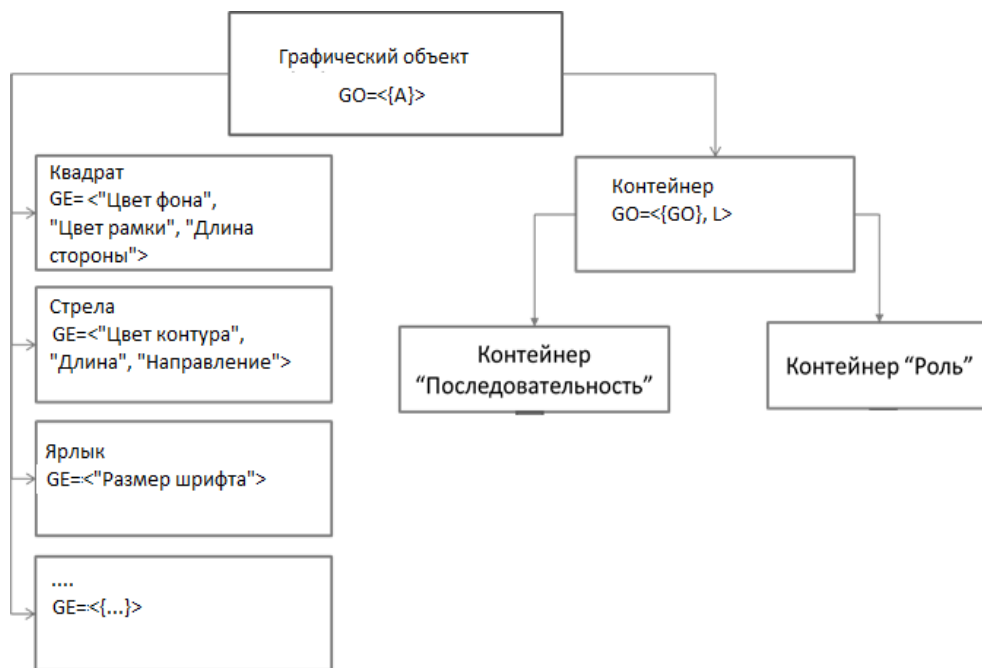 Графический объект
GO=<{A}>
Квадрат
GE= <"Цвет фона",
"Цвет рамки", "Длина
стороны">
Стрела
GE=<"Цвет контура",
"Длина", "Направление">
Ярлык
GE=<"Размер шрифта">
....
GE=<{...}>
Контейнер
GO=<{GO}, L>
Контейнер
“Последовательность”
Контейнер “Роль”